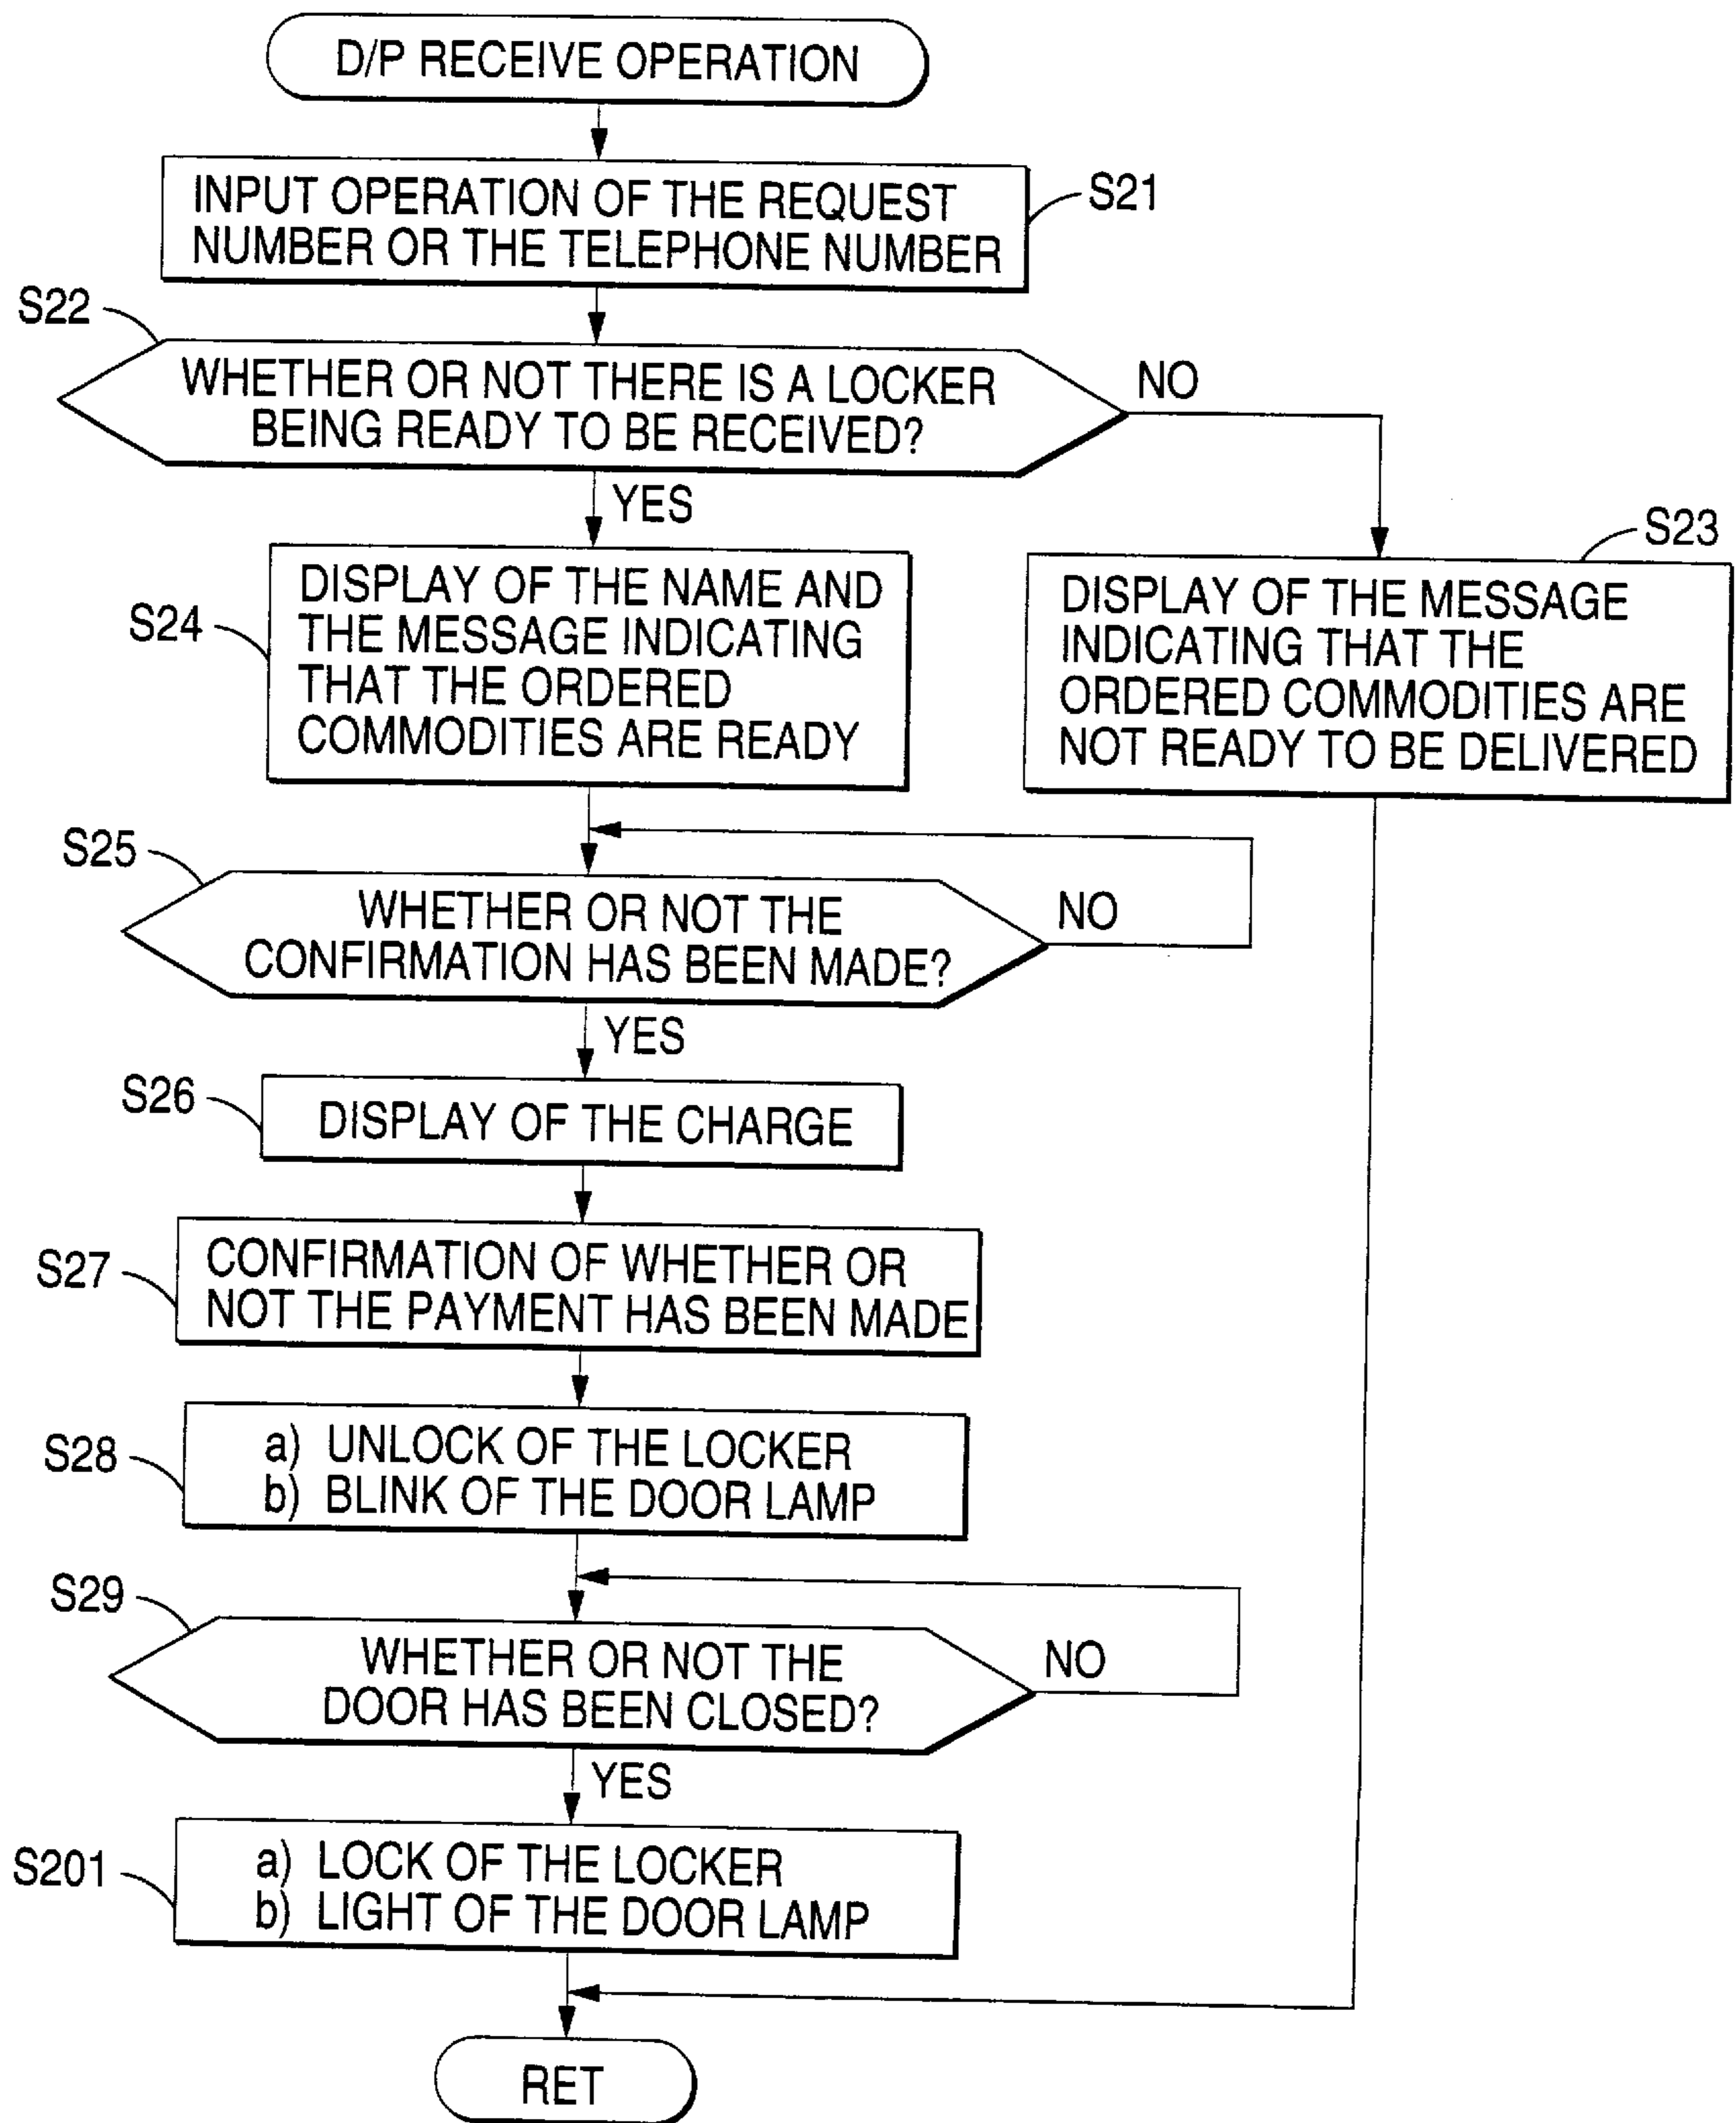 D/P RECEIVE OPERATION
INPUT OPERATION OF THE REQUEST
NUMBER OR THE TELEPHONE NUMBER
S21
S22
WHETHER OR NOT THERE IS A LOCKER
BEING READY TO BE RECEIVED?
NO
YES
S23
DISPLAY OF THE MESSAGE
INDICATING THAT THE
ORDERED COMMODITIES ARE
NOT READY TO BE DELIVERED
S24
DISPLAY OF THE NAME AND
THE MESSAGE INDICATING
THAT THE ORDERED
COMMODITIES ARE READY
S25
WHETHER OR NOT THE
CONFIRMATION HAS BEEN MADE?
NO
YES
S26
DISPLAY OF THE CHARGE
S27
CONFIRMATION OF WHETHER OR
NOT THE PAYMENT HAS BEEN MADE
S28
a) UNLOCK OF THE LOCKER
b) BLINK OF THE DOOR LAMP
S29
WHETHER OR NOT THE
DOOR HAS BEEN CLOSED?
NO
YES
S201
a) LOCK OF THE LOCKER
b) LIGHT OF THE DOOR LAMP
RET